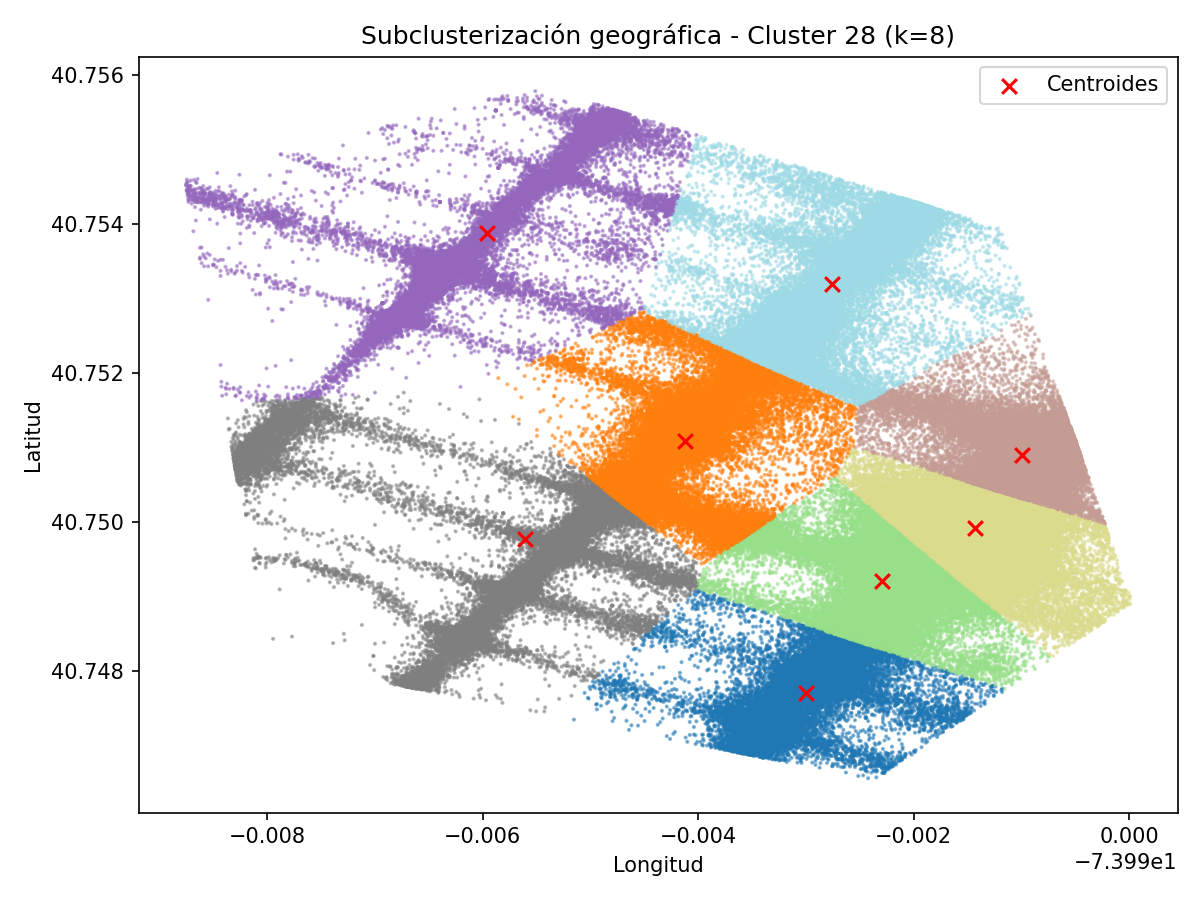 Subclusterización geográfica - Cluster 28 (k=8)
Centroides
40.756
40.754
40.752
40.750
40.748
Latitud
−0.008
−0.006
−0.004
−0.002
0.000
−7.399e1
Longitud